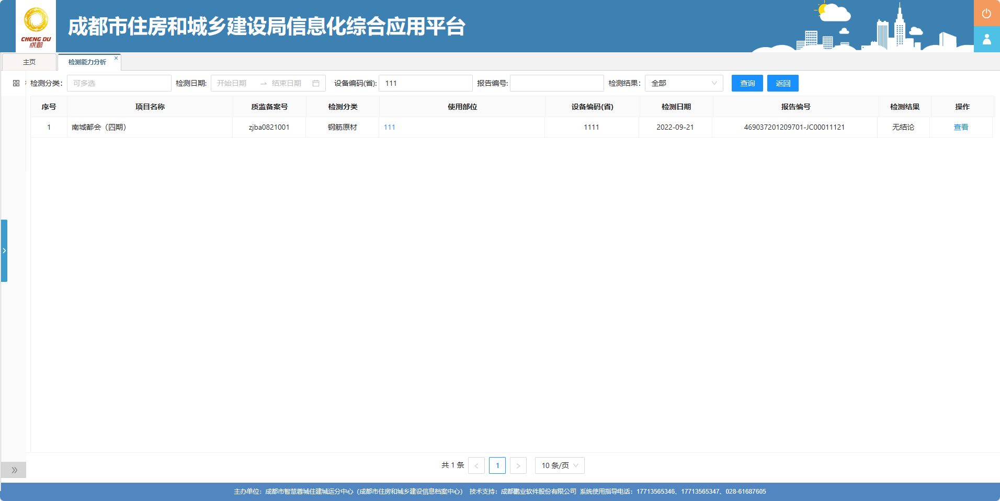 CHENG DU
成都
成都市住房和城乡建设局信息化综合应用平台
主页
检测能力分析
检测分类: 可多选 检测日期: 开始日期 结束日期 设备编码(省): 111 报告编号: 检测结果: 全部 查询 返回
序号 项目名称 质监备案号 检测分类 使用部位 设备编码(省) 检测日期 报告编号 检测结果 操作
1 南城都会（四期） zjba0821001 钢筋原材 111 1111 2022-09-21 469037201209701-JC00011121 无结论 查看
共 1 条 < 1 > 10 条/页
主办单位：成都市智慧蓉城住建城运分中心（成都市住房和城乡建设信息档案中心） 技术支持：成都鹏业软件股份有限公司 系统使用指导电话：17713565346、17713565347、028-61687605